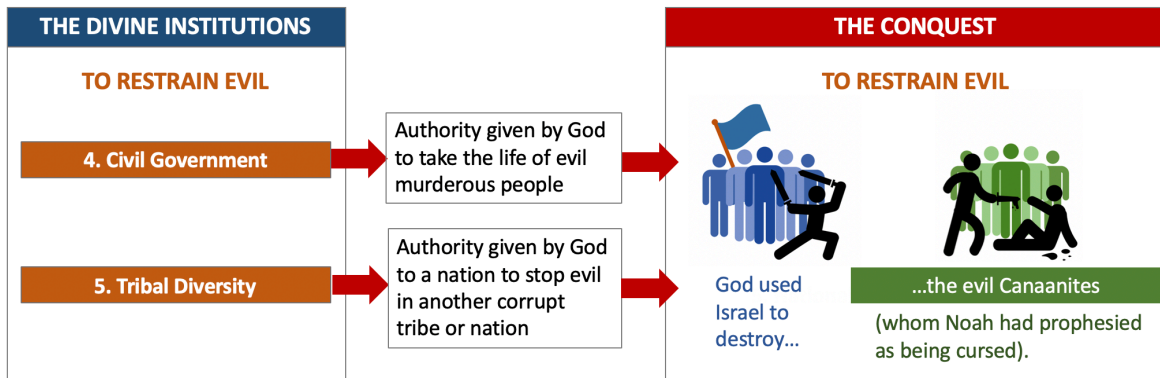 THE DIVINE INSTITUTIONS
TO RESTRAIN EVIL
4. Civil Government
5. Tribal Diversity
Authority given by God
to take the life of evil
murderous people
Authority given by God
to a nation to stop evil
in another corrupt
tribe or nation
THE CONQUEST
TO RESTRAIN EVIL
God used
Israel to
destroy...
...the evil Canaanites
(whom Noah had prophesied
as being cursed).